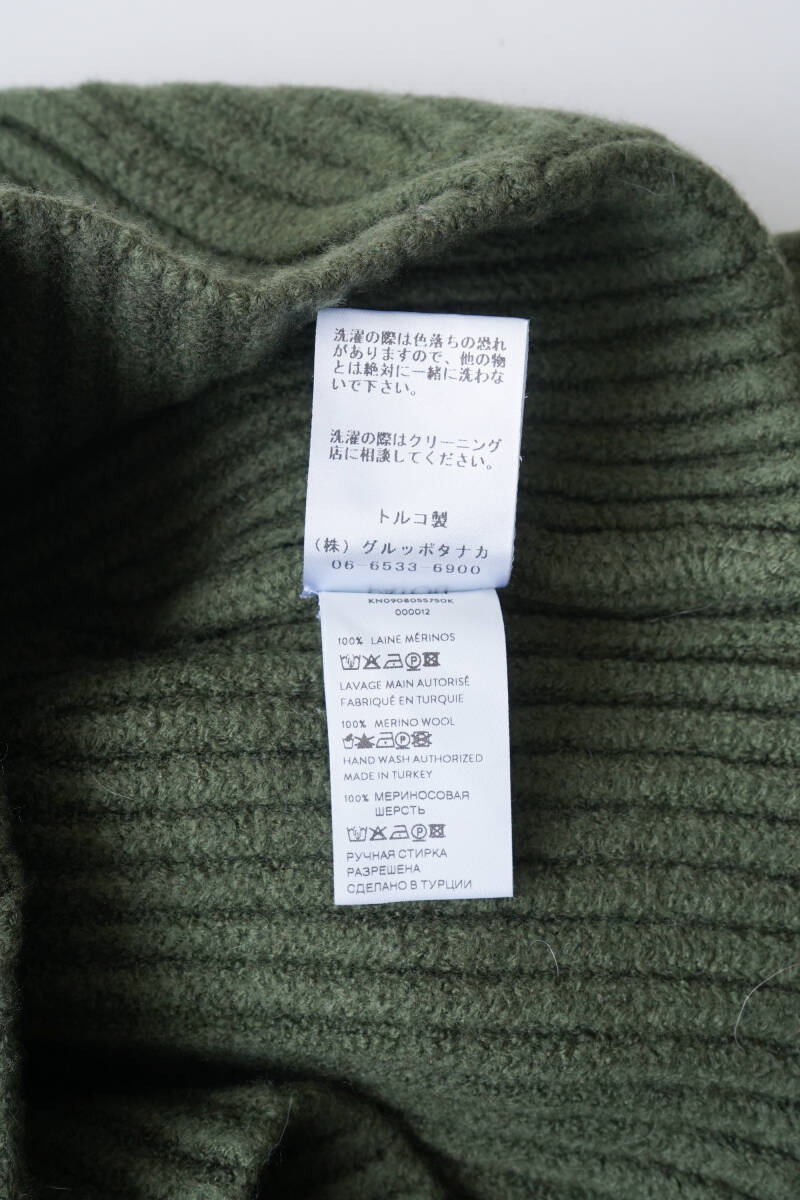 洗濯の際は色落ちの恐れ
がありますので、他の物
とは絶対に一緒に洗わな
いで下さい。
洗濯の際はクリーニング
店に相談してください。
トルコ製
(株)グルッポタナカ
06-6533-6900
KN0908055750K
000012
100% LAINE MÉRINOS
LAVAGE MAIN AUTORISÉ
FABRIQUÉ EN TURQUIE
100% MERINO WOOL
HAND WASH AUTHORIZED
MADE IN TURKEY
100% МЕРИНОСОВАЯ
ШЕРСТЬ
РУЧНАЯ СТИРКА
РАЗРЕШЕНА
СДЕЛАНО В ТУРЦИИ